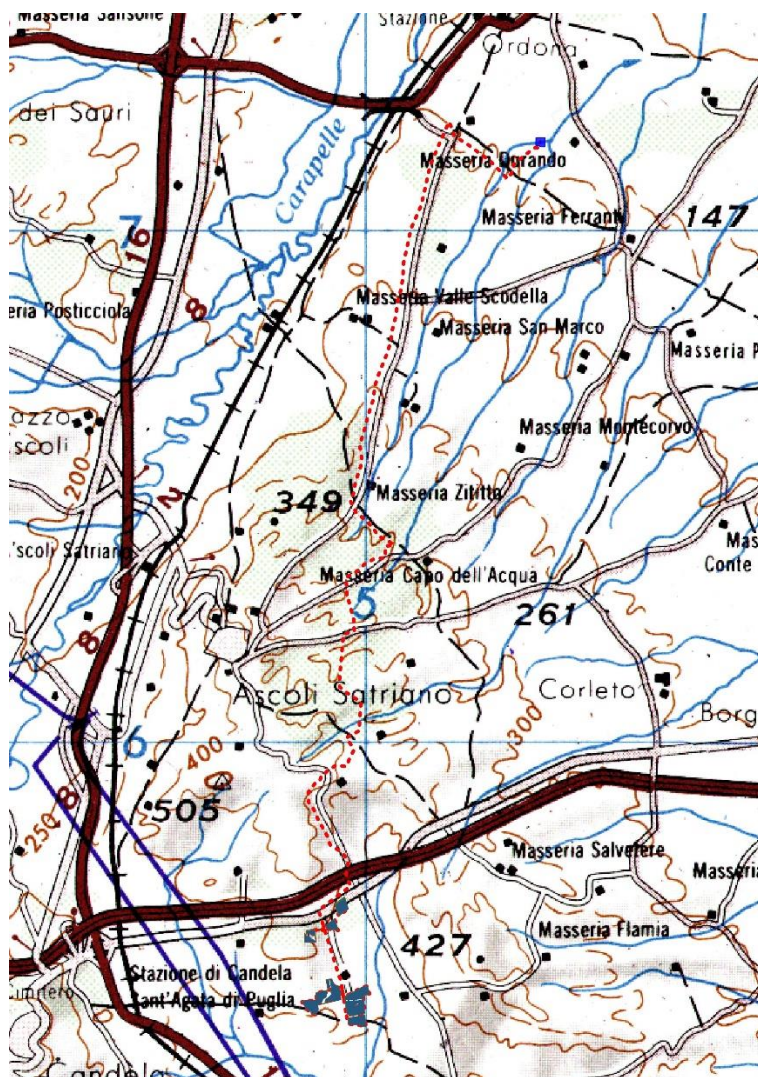 Masseria Sansone
Stazione
Ordona
dei Sauri
Carapelle
Masseria Durando
Masseria Ferranti
147
7
16
8
eria Posticciola
Masseria Valle Scodella
Masseria San Marco
Masseria P
azzo
scoli
200
2
Masseria Montecorvo
349
Masseria Zitttta
Mas
Conte
'scoli Satriano
Masseria Capo dell'Acqua
5
261
8
Ascoli Satriano
Corleto
Borg
300
6
400
8
505
250
Masseria Salvetere
Masseria
427
Masseria Flamia
Stazione di Candela
Sant'Agata di Puglia
Candela